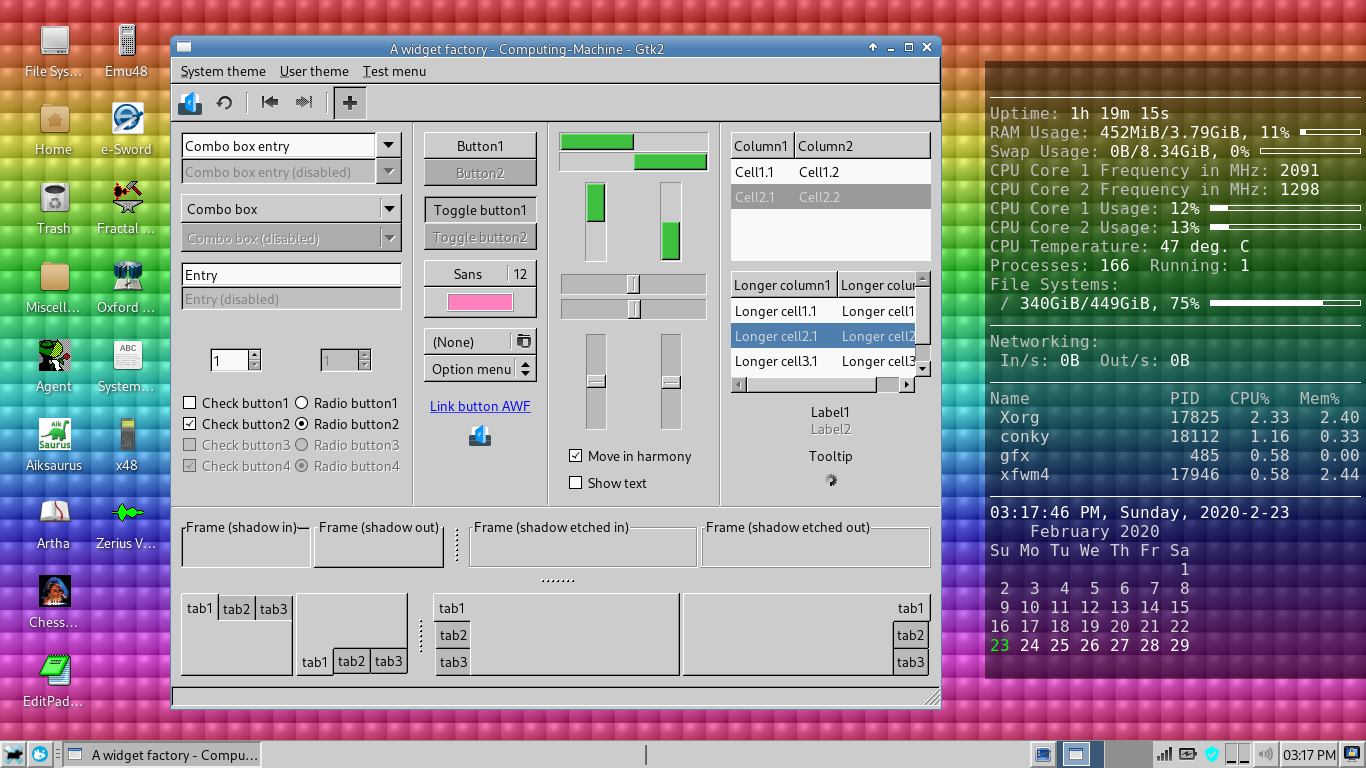 File Sys...
Emu48
Home
e-Sword
Trash
Fractal ...
Miscell...
Oxford ...
Agent
ABC
System...
Aik
Saurus
Aiksaurus
x48
Artha
Zerius V...
Chess...
EditPad...
A widget factory - Computing-Machine - Gtk2
System theme User theme Test menu
Combo box entry
Combo box entry (disabled)
Combo box
Combo box (disabled)
Entry
Entry (disabled)
1 1
Check button1 Radio button1
Check button2 Radio button2
Check button3 Radio button3
Check button4 Radio button4
Button1
Button2
Toggle button1
Toggle button2
Sans 12
(None)
Option menu
Link button AWF
Move in harmony
Show text
Column1 Column2
Cell1.1 Cell1.2
Cell2.1 Cell2.2
Longer column1 Longer colur
Longer cell1.1 Longer cell1
Longer cell2.1 Longer cell2
Longer cell3.1 Longer cell3
Label1
Label2
Tooltip
Frame (shadow in) Frame (shadow out) Frame (shadow etched in) Frame (shadow etched out)
tab1 tab2 tab3
tab1 tab2 tab3
tab1
tab2
tab3
tab1
tab2
tab3
Uptime: 1h 19m 15s
RAM Usage: 452MiB/3.79GiB, 11%
Swap Usage: 0B/8.34GiB, 0%
CPU Core 1 Frequency in MHz: 2091
CPU Core 2 Frequency in MHz: 1298
CPU Core 1 Usage: 12%
CPU Core 2 Usage: 13%
CPU Temperature: 47 deg. C
Processes: 166 Running: 1
File Systems:
/ 340GiB/449GiB, 75%
Networking:
In/s: 0B Out/s: 0B
Name PID CPU% Mem%
Xorg 17825 2.33 2.40
conky 18112 1.16 0.33
gfx 485 0.58 0.00
xfwm4 17946 0.58 2.44
03:17:46 PM, Sunday, 2020-2-23
February 2020
Su Mo Tu We Th Fr Sa
1
2 3 4 5 6 7 8
9 10 11 12 13 14 15
16 17 18 19 20 21 22
23 24 25 26 27 28 29
A widget factory - Compu...
03:17 PM